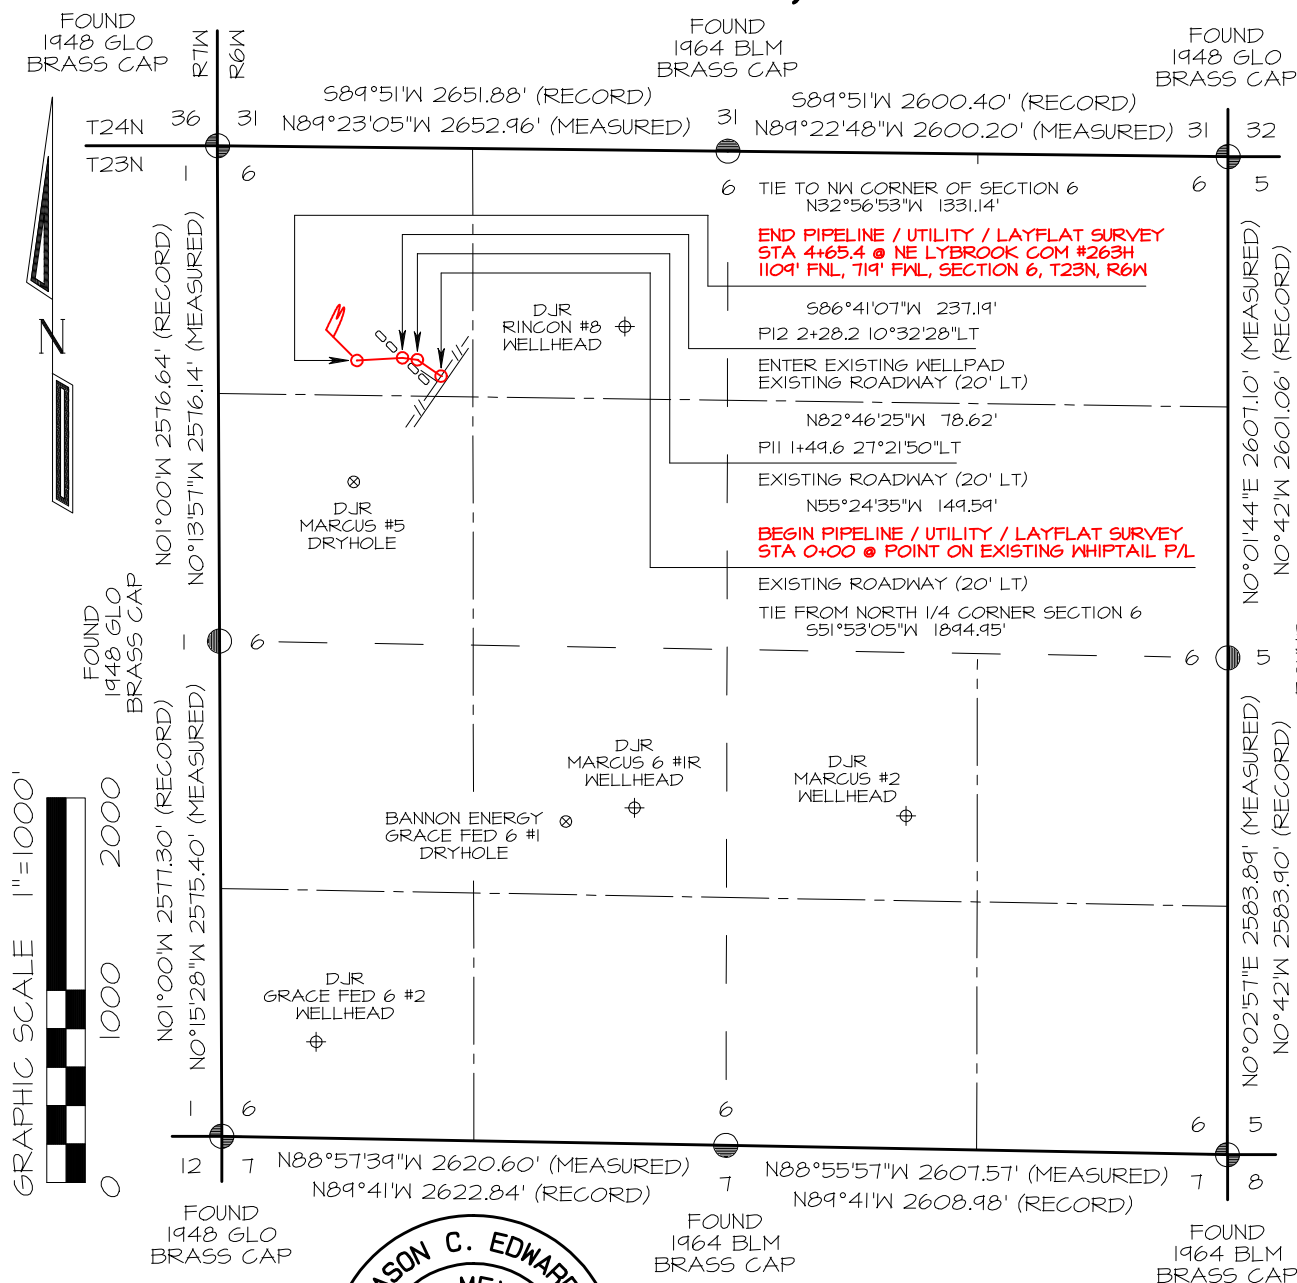 FOUND
1948 GLO
BRASS CAP
R7W
R6W
FOUND
1964 BLM
BRASS CAP
FOUND
1948 GLO
BRASS CAP
S89°51'W 2651.88' (RECORD)
N89°23'05"W 2652.96' (MEASURED)
S89°51'W 2600.40' (RECORD)
N89°22'48"W 2600.20' (MEASURED)
T24N
36
31
31
31
32
T23N
1
6
6
6
5
TIE TO NW CORNER OF SECTION 6
N32°56'53"W 1331.14'
END PIPELINE / UTILITY / LAYFLAT SURVEY
STA 4+65.4 @ NE LYBROOK COM #263H
1109' FNL, 719' FWL, SECTION 6, T23N, R6W
S86°41'07"W 237.19'
PI2 2+28.2 10°32'28"LT
ENTER EXISTING WELLPAD
EXISTING ROADWAY (20' LT)
N82°46'25"W 78.62'
PI1 1+49.6 27°21'50"LT
EXISTING ROADWAY (20' LT)
N55°24'35"W 149.59'
BEGIN PIPELINE / UTILITY / LAYFLAT SURVEY
STA 0+00 @ POINT ON EXISTING WHIPTAIL P/L
EXISTING ROADWAY (20' LT)
TIE FROM NORTH 1/4 CORNER SECTION 6
S51°53'05"W 1894.95'
N
DJR
RINCON #8
WELLHEAD
DJR
MARCUS #5
DRYHOLE
N01°00'W 2576.64' (RECORD)
N0°13'57"W 2576.14' (MEASURED)
N0°01'44"E 2607.10' (MEASURED)
N0°42'W 2601.06' (RECORD)
FOUND
1948 GLO
BRASS CAP
1
6
6
5
N01°00'W 2577.30' (RECORD)
N0°15'28"W 2575.40' (MEASURED)
N0°02'57"E 2583.89' (MEASURED)
N0°42'W 2583.90' (RECORD)
DJR
MARCUS 6 #1R
WELLHEAD
DJR
MARCUS #2
WELLHEAD
BANNON ENERGY
GRACE FED 6 #1
DRYHOLE
DJR
GRACE FED 6 #2
WELLHEAD
GRAPHIC SCALE 1"=1000'
0
1000
2000
1
6
6
6
5
12
7
7
7
8
N88°57'39"W 2620.60' (MEASURED)
N89°41'W 2622.84' (RECORD)
N88°55'57"W 2607.57' (MEASURED)
N89°41'W 2608.98' (RECORD)
FOUND
1948 GLO
BRASS CAP
FOUND
1964 BLM
BRASS CAP
FOUND
1964 BLM
BRASS CAP
ASON C. EDWAR